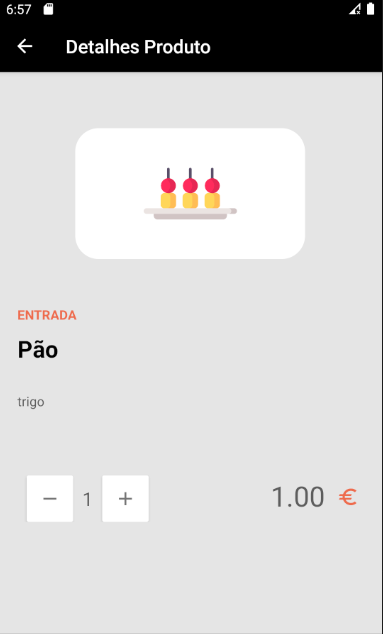 6:57
Detalhes Produto
ENTRADA
Pão
trigo
− 1 + 1.00 €